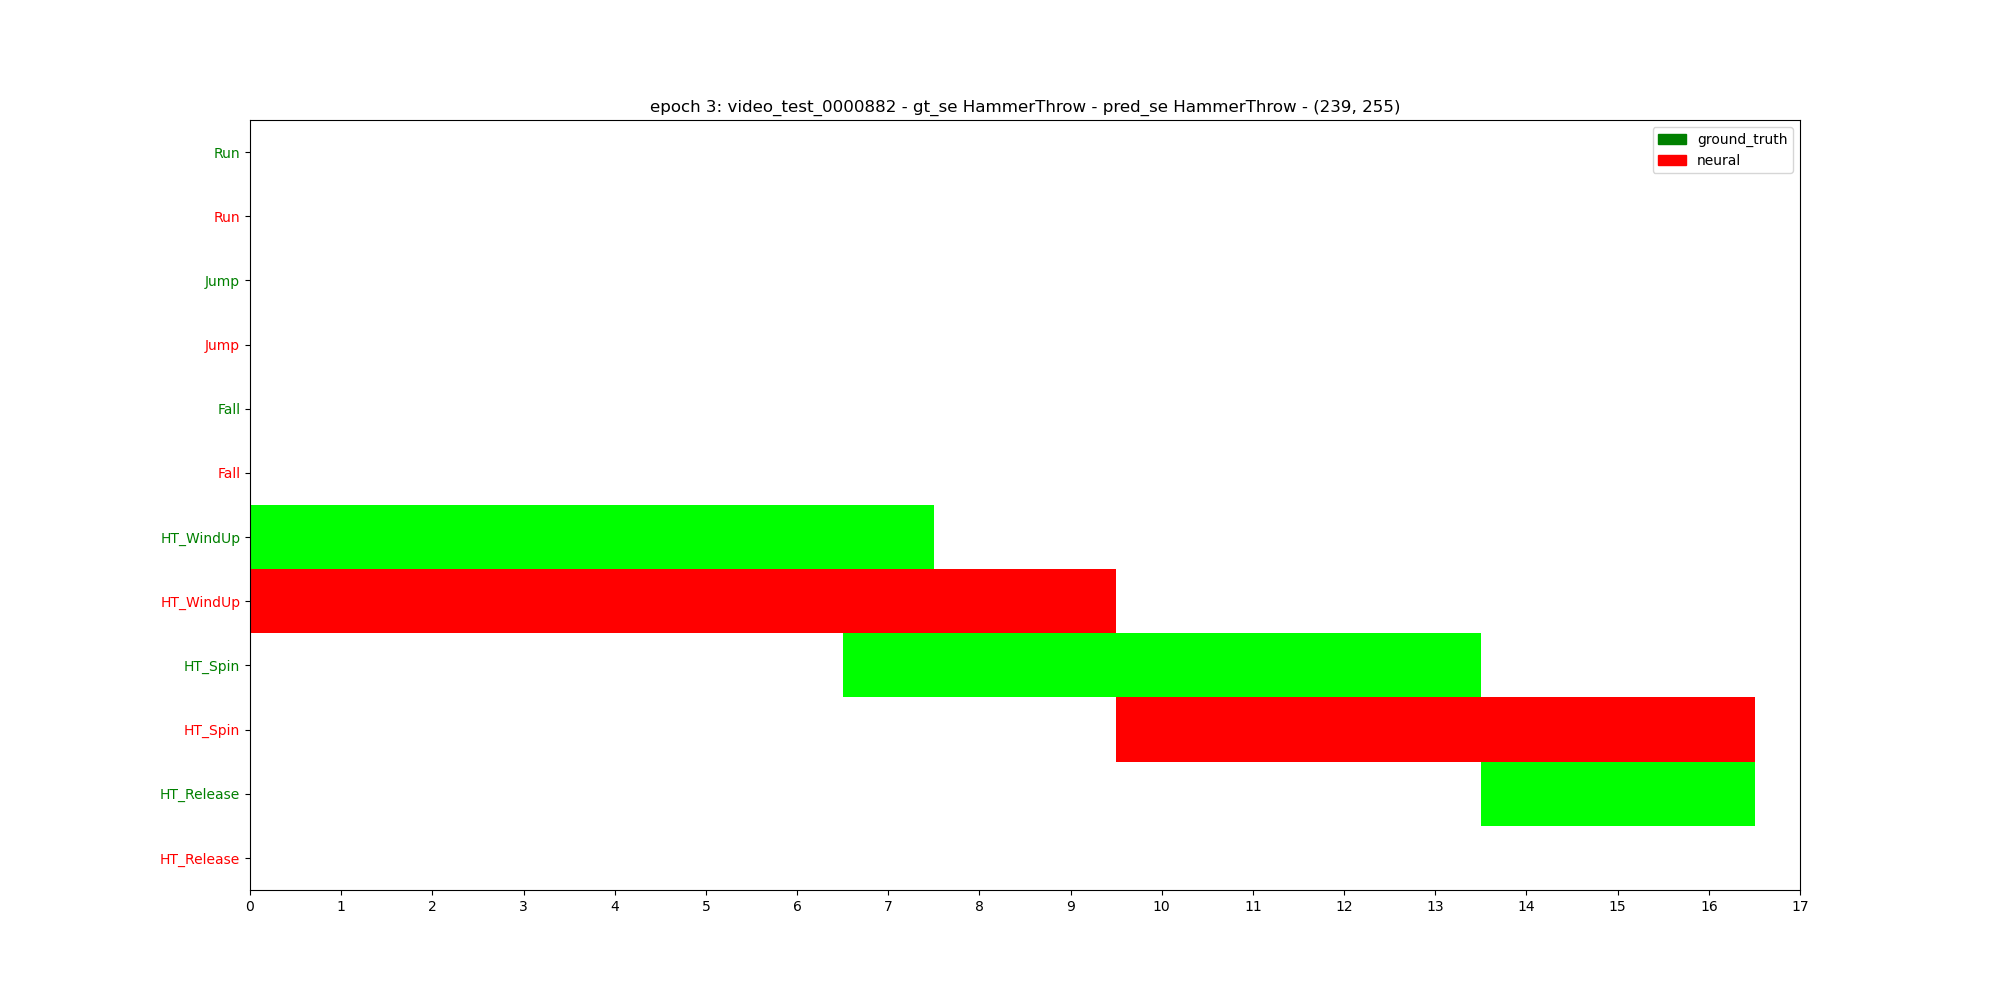 epoch 3: video_test_0000882 - gt_se HammerThrow - pred_se HammerThrow - (239, 255)
ground_truth
neural
Run
Run
Jump
Jump
Fall
Fall
HT_WindUp
HT_WindUp
HT_Spin
HT_Spin
HT_Release
HT_Release
0 1 2 3 4 5 6 7 8 9 10 11 12 13 14 15 16 17